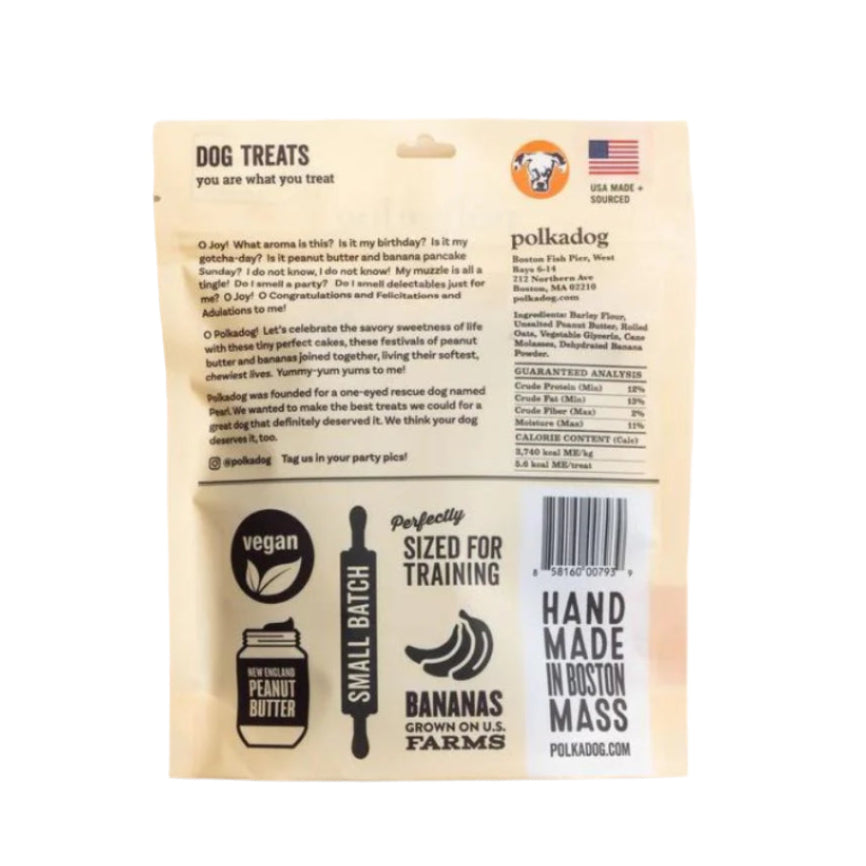 DOG TREATS
you are what you treat
USA MADE +
SOURCED
O Joy! What aroma is this? Is it my birthday? Is it my
gotcha-day? Is it peanut butter and banana pancake
Sunday? I do not know, I do not know! My muzzle is all a
tingle! Do I smell a party? Do I smell delectables just for
me? O Joy! O Congratulations and Felicitations and
Adulations to me!
O Polkadog! Let's celebrate the savory sweetness of life
with these tiny perfect cakes, these festivals of peanut
butter and bananas joined together, living their softest,
chewiest lives. Yummy-yum yums to me!
Polkadog was founded for a one-eyed rescue dog named
Pearl. We wanted to make the best treats we could for a
great dog that definitely deserved it. We think your dog
deserves it, too.
@polkadog Tag us in your party pics!
polkadog
Boston Fish Pier, West
Bays 6-14
212 Northern Ave
Boston, MA 02210
polkadog.com
Ingredients: Barley Flour,
Unsalted Peanut Butter, Rolled
Oats, Vegetable Glycerin, Cane
Molasses, Dehydrated Banana
Powder.
GUARANTEED ANALYSIS
Crude Protein (Min) 12%
Crude Fat (Min) 13%
Crude Fiber (Max) 2%
Moisture (Max) 11%
CALORIE CONTENT (Calc)
3,740 kcal ME/kg
5.6 kcal ME/treat
vegan
NEW ENGLAND
PEANUT
BUTTER
SMALL BATCH
Perfectly
SIZED FOR
TRAINING
BANANAS
GROWN ON U.S.
FARMS
8 58160 00793 9
HAND
MADE
IN BOSTON
MASS
POLKADOG.COM